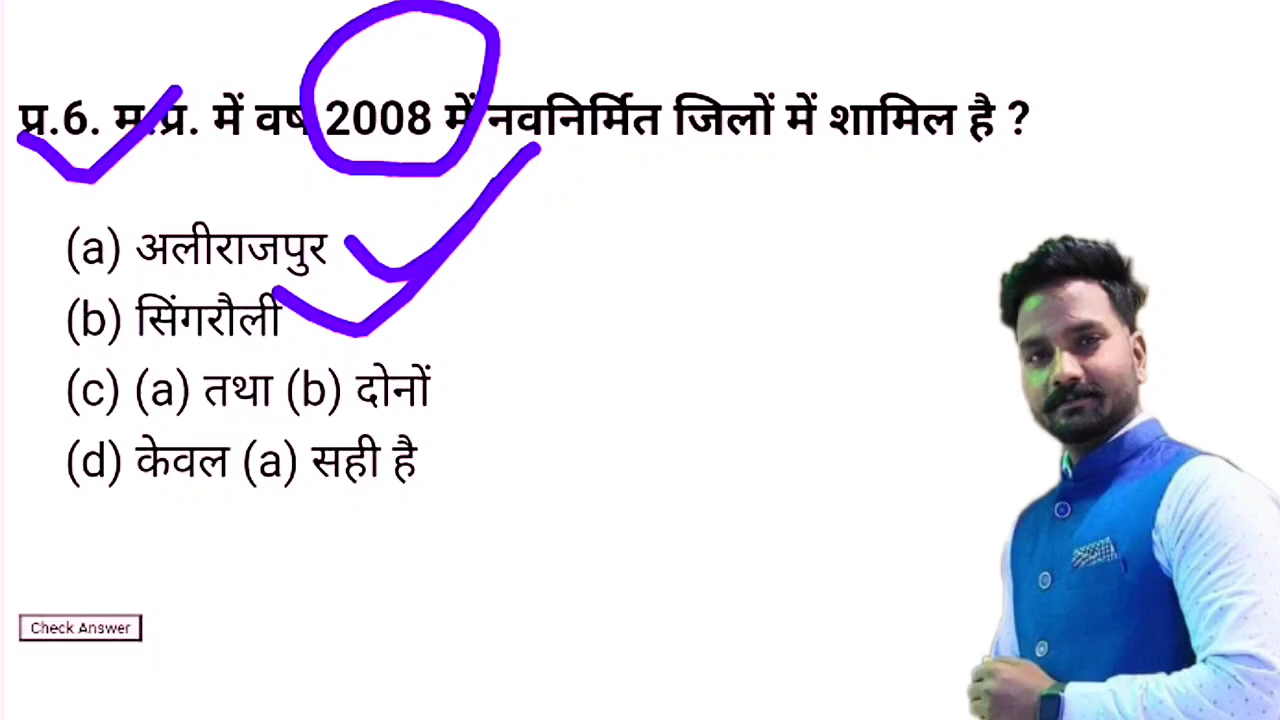 प्र.6. म.प्र. में वर्ष 2008 में नवनिर्मित जिलों में शामिल है ?
(a) अलीराजपुर
(b) सिंगरौली
(c) (a) तथा (b) दोनों
(d) केवल (a) सही है
Check Answer